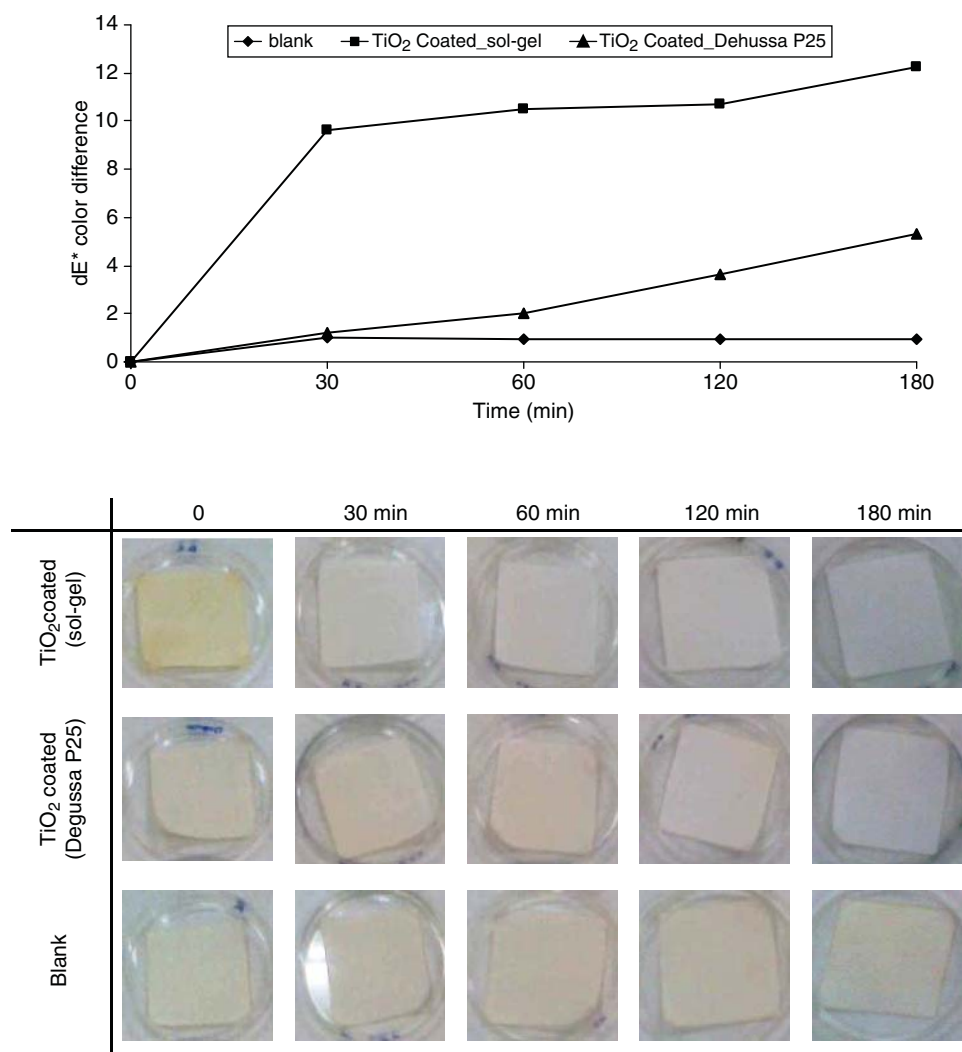 14
12
10
8
6
4
2
0
dE* color difference
blank TiO2 Coated_sol-gel TiO2 Coated_Dehussa P25
0 30 60 120 180
Time (min)
0 30 min 60 min 120 min 180 min
TiO2coated
(sol-gel)
TiO2 coated
(Degussa P25)
Blank